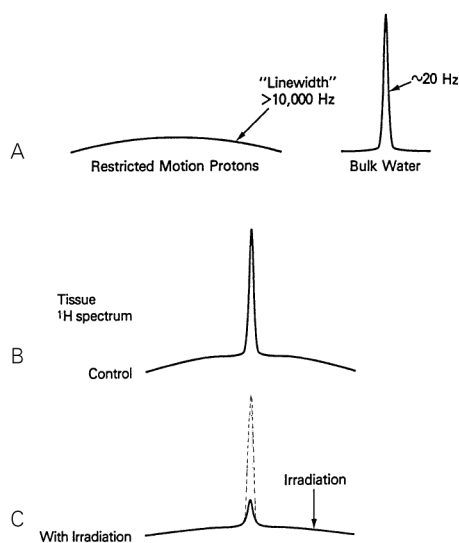 "Linewidth"
>10,000 Hz
~20 Hz
A
Restricted Motion Protons
Bulk Water
Tissue
¹H spectrum
B
Control
Irradiation
C
With Irradiation